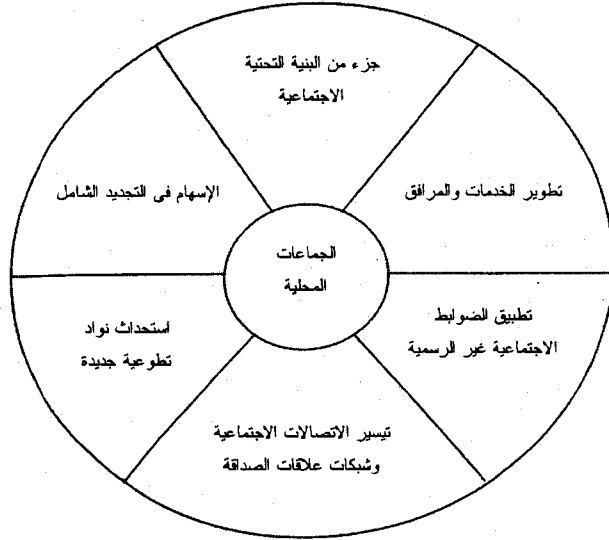 جزء من البنية التحتية
الاجتماعية
تطوير الخدمات والمرافق
الإسهام فى التجديد الشامل
الجماعات
المحلية
تطبيق الضوابط
الاجتماعية غير الرسمية
استحداث نواد
تطوعية جديدة
تيسير الاتصالات الاجتماعية
وشبكات علاقات الصداقة